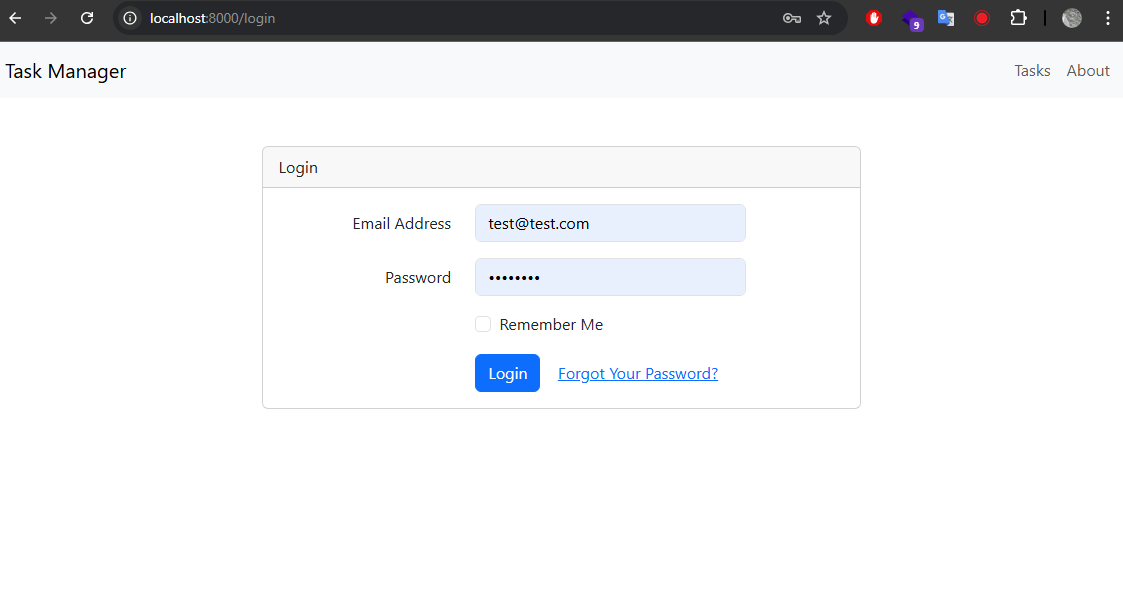 localhost:8000/login
9
Task Manager
Tasks About
Login
Email Address test@test.com
Password ••••••••
Remember Me
Login Forgot Your Password?